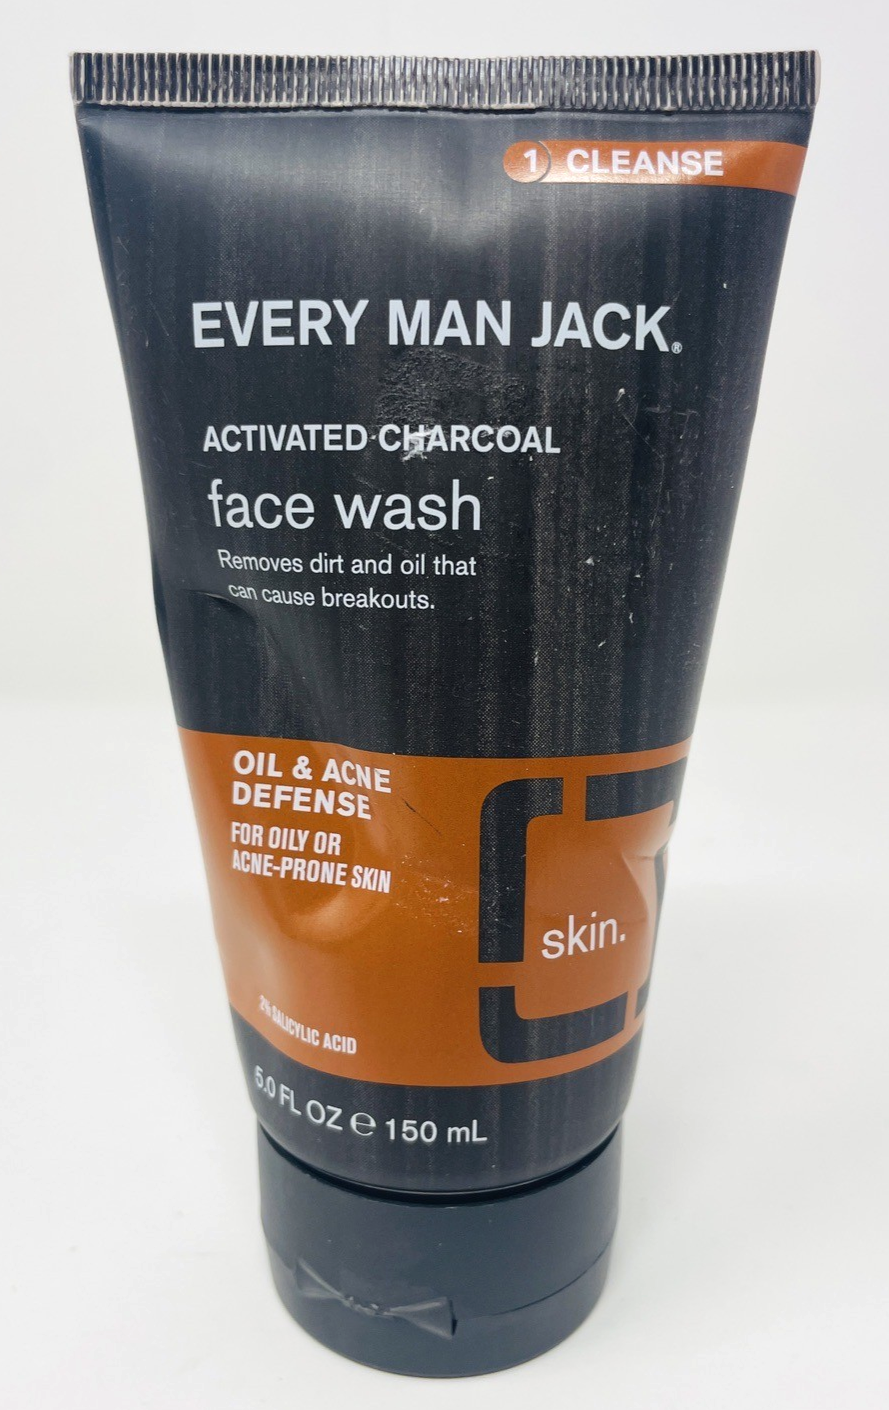 1 CLEANSE
EVERY MAN JACK®
ACTIVATED CHARCOAL
face wash
Removes dirt and oil that
can cause breakouts.
OIL & ACNE
DEFENSE
FOR OILY OR
ACNE-PRONE SKIN
skin.
2% SALICYLIC ACID
5.0 FL OZ ℮ 150 mL